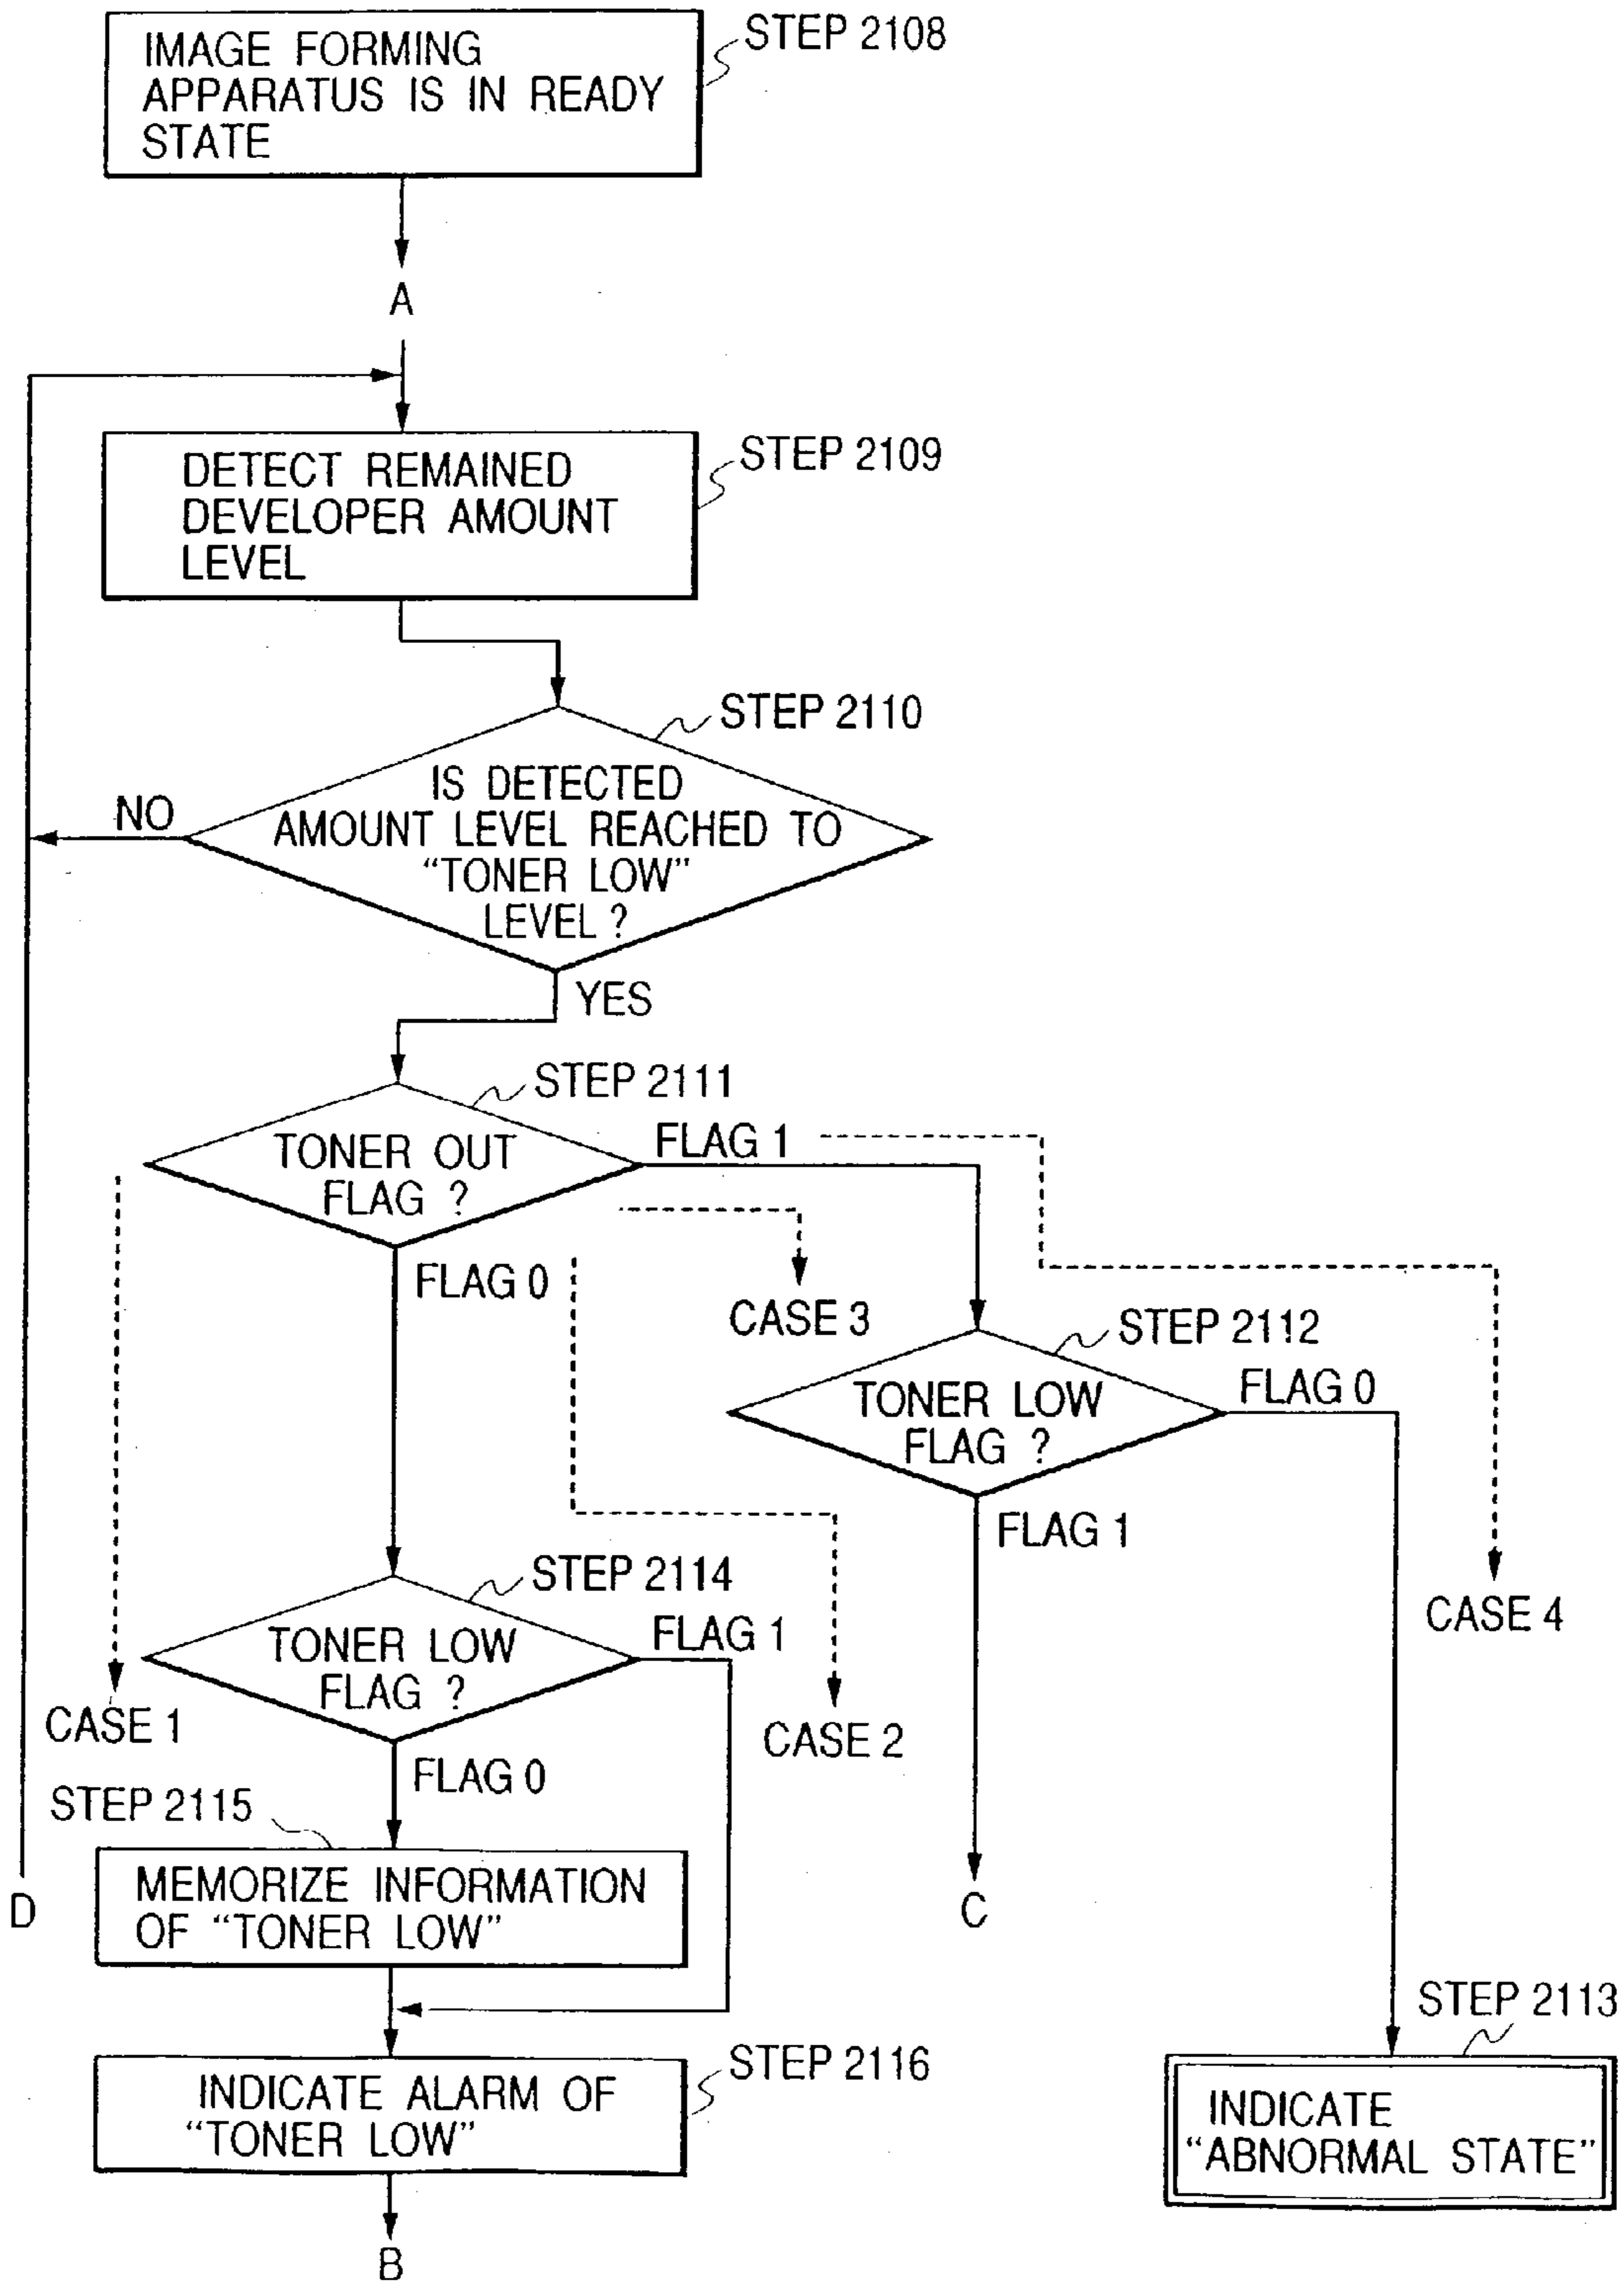 IMAGE FORMING
APPARATUS IS IN READY
STATE
STEP 2108
A
DETECT REMAINED
DEVELOPER AMOUNT
LEVEL
STEP 2109
STEP 2110
IS DETECTED
AMOUNT LEVEL REACHED TO
“TONER LOW”
LEVEL ?
NO
YES
STEP 2111
TONER OUT
FLAG ?
FLAG 1
FLAG 0
CASE 3
STEP 2112
TONER LOW
FLAG ?
FLAG 0
FLAG 1
CASE 4
STEP 2114
TONER LOW
FLAG ?
FLAG 1
CASE 1
CASE 2
FLAG 0
STEP 2115
MEMORIZE INFORMATION
OF “TONER LOW”
D
C
STEP 2113
INDICATE
“ABNORMAL STATE”
STEP 2116
INDICATE ALARM OF
“TONER LOW”
B